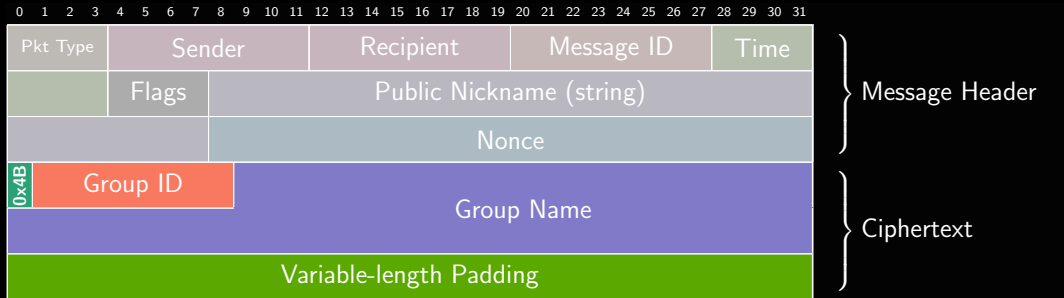 0 1 2 3 4 5 6 7 8 9 10 11 12 13 14 15 16 17 18 19 20 21 22 23 24 25 26 27 28 29 30 31
Pkt Type Sender Recipient Message ID Time
Flags Public Nickname (string)
Message Header
Nonce
0x4B Group ID
Group Name
Ciphertext
Variable-length Padding